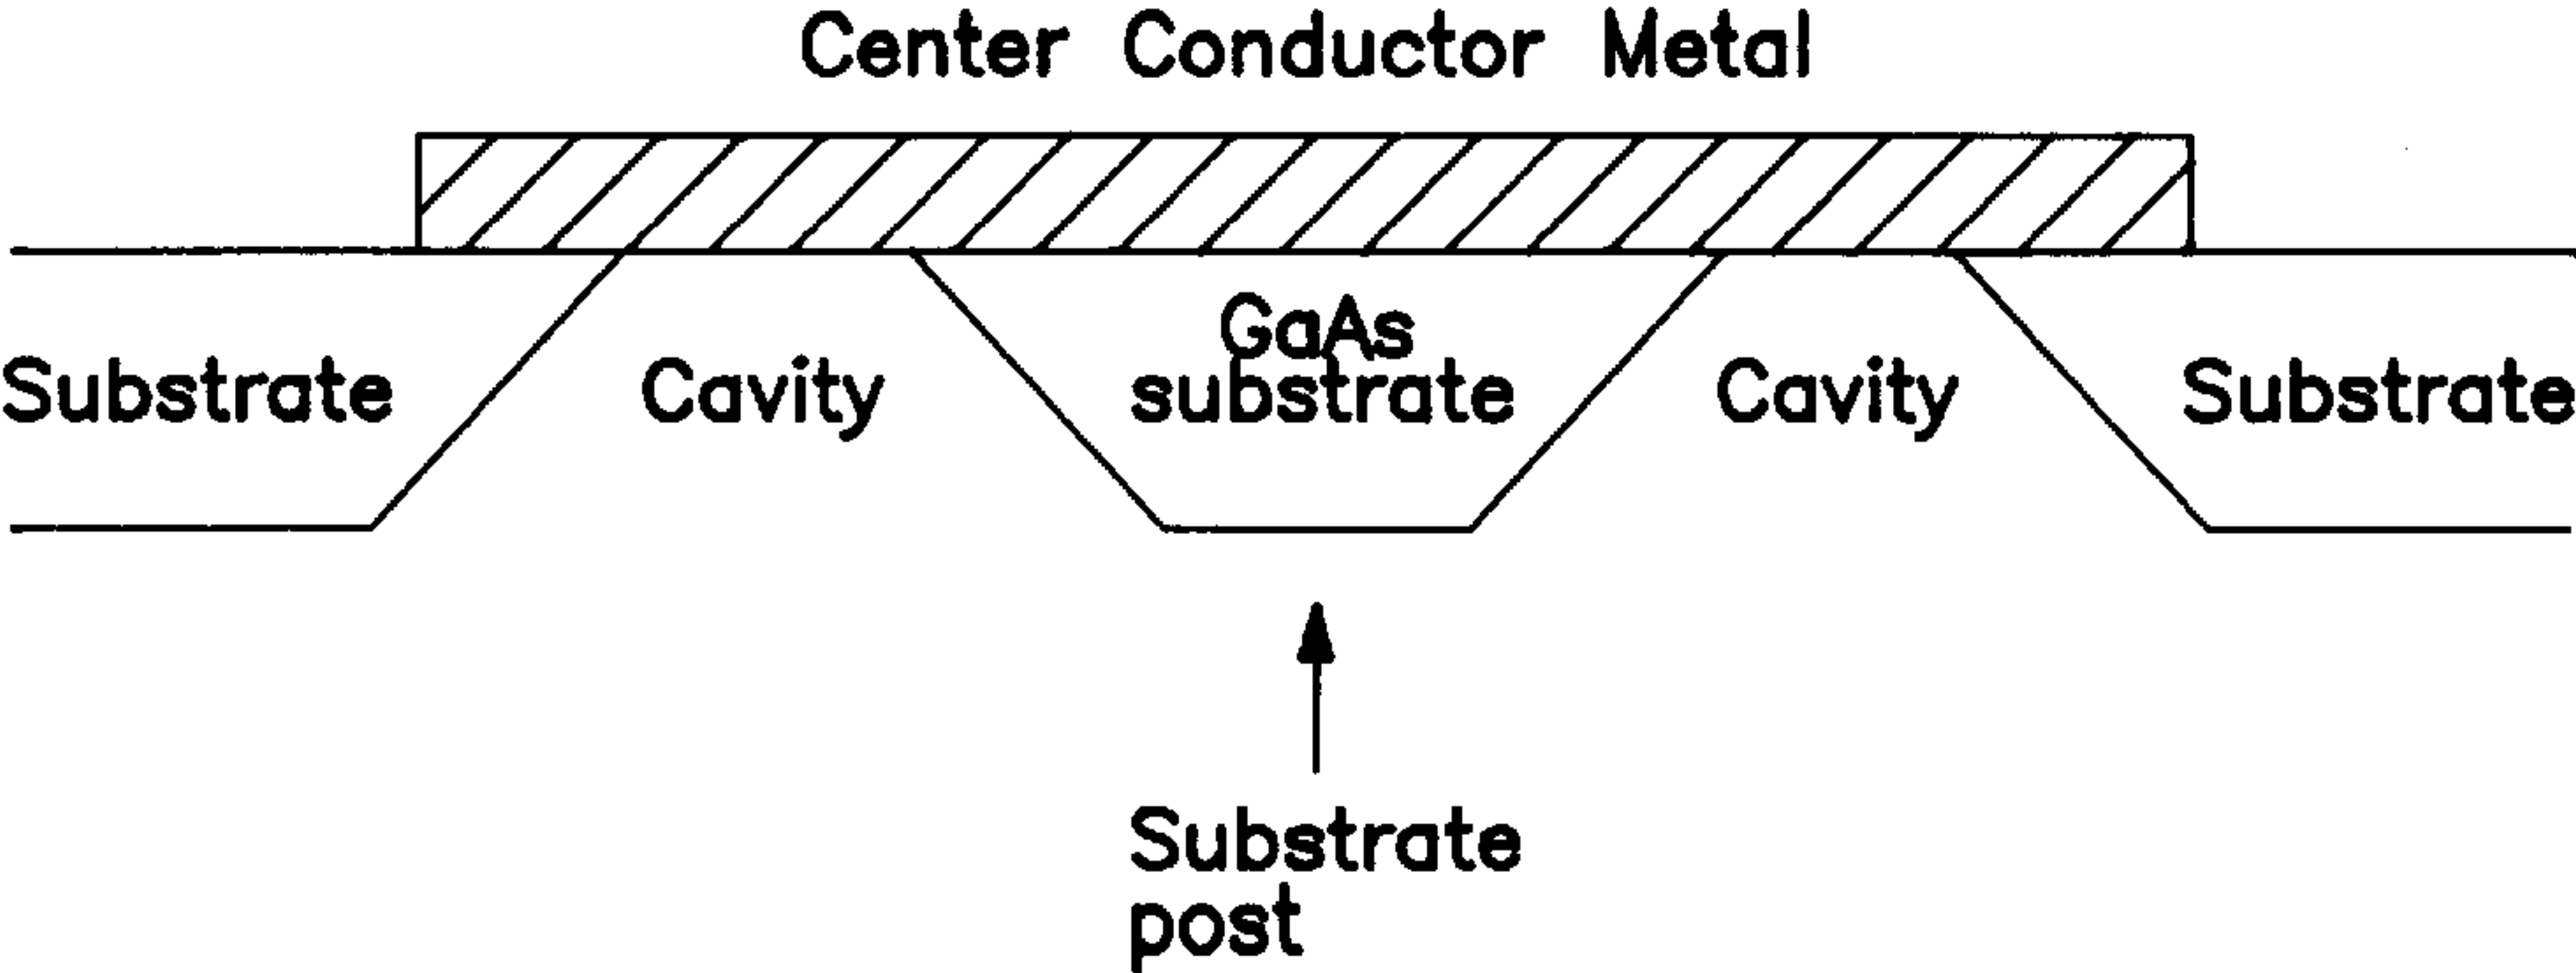 Center Conductor Metal
GaAs
substrate
Substrate
Cavity
Cavity
Substrate
Substrate
post